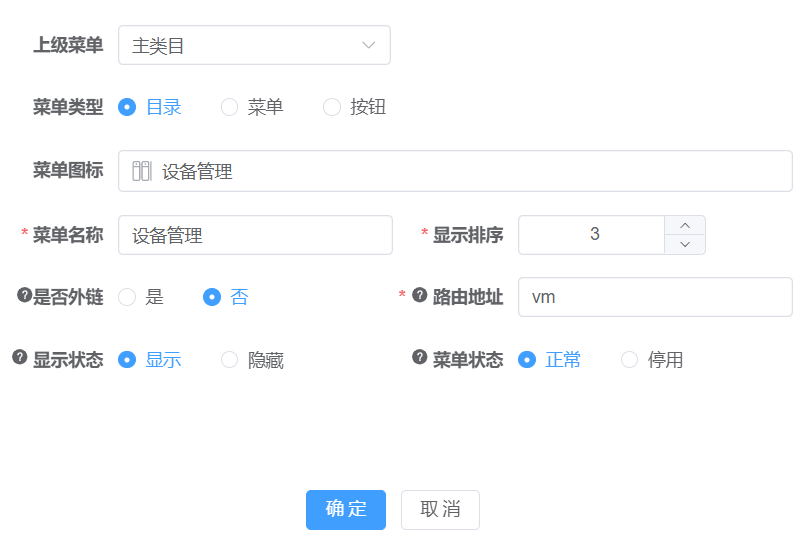 上级菜单 主类目
菜单类型 目录 菜单 按钮
菜单图标 设备管理
* 菜单名称 设备管理 * 显示排序 3
? 是否外链 是 否 * ? 路由地址 vm
? 显示状态 显示 隐藏 ? 菜单状态 正常 停用
确定 取消